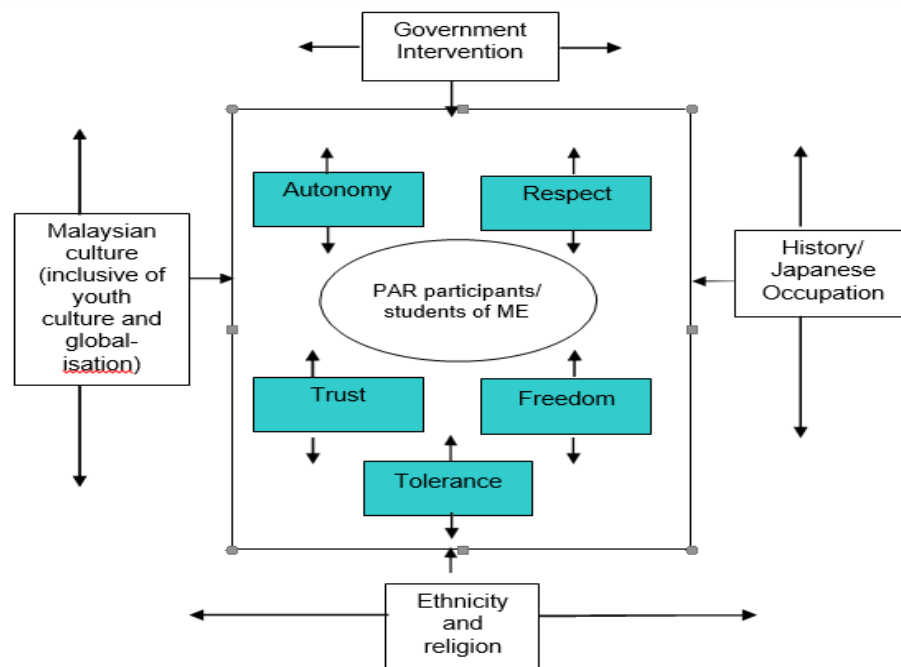 Government
Intervention
Autonomy
Respect
Malaysian
culture
(inclusive of
youth
culture and
global-
isation)
PAR participants/
students of ME
History/
Japanese
Occupation
Trust
Freedom
Tolerance
Ethnicity
and
religion